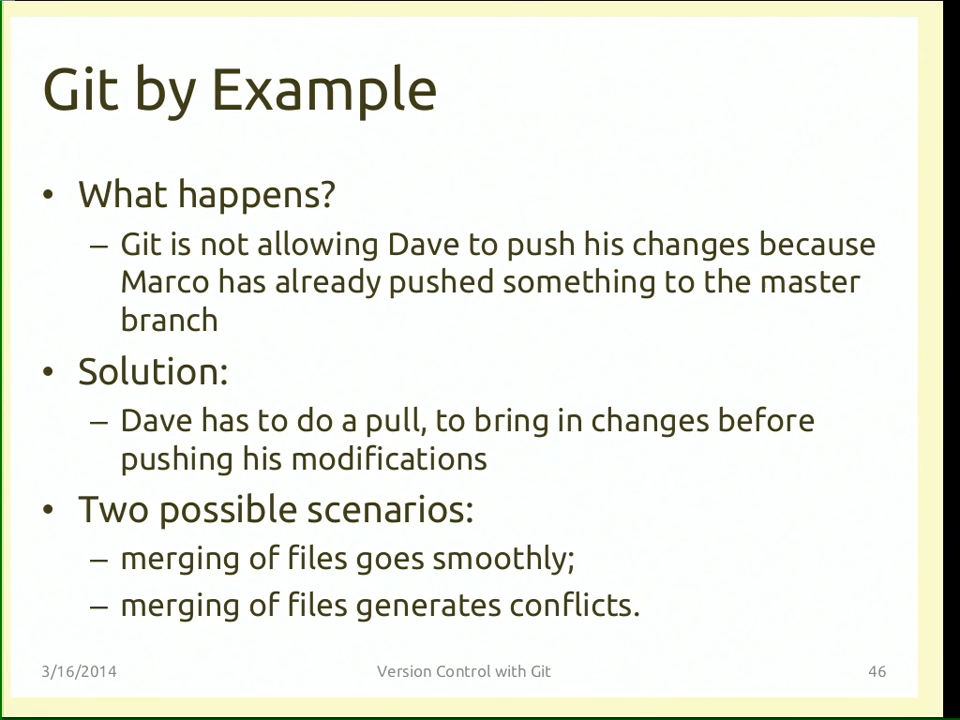 Git by Example
• What happens?
– Git is not allowing Dave to push his changes because
Marco has already pushed something to the master
branch
• Solution:
– Dave has to do a pull, to bring in changes before
pushing his modifications
• Two possible scenarios:
– merging of files goes smoothly;
– merging of files generates conflicts.
3/16/2014 Version Control with Git 46